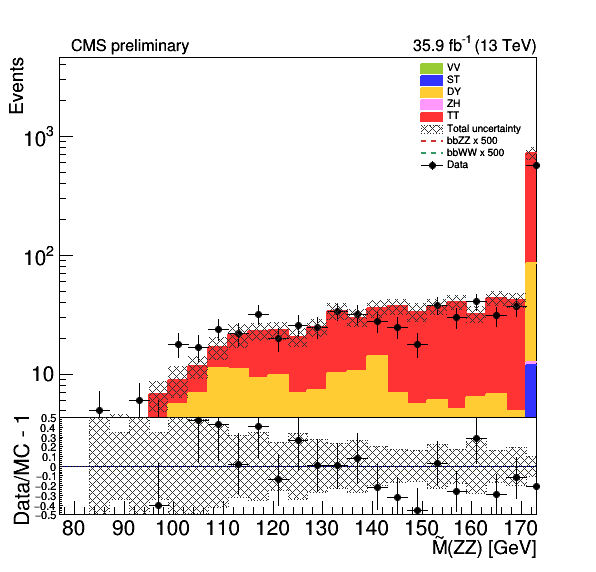 CMS preliminary 35.9 fb⁻¹ (13 TeV)
Events
10³
10²
10
VV
ST
DY
ZH
TT
Total uncertainty
bbZZ x 500
bbWW x 500
Data
Data/MC - 1
0.5
0.4
0.3
0.2
0.1
0
−0.1
−0.2
−0.3
−0.4
−0.5
80 90 100 110 120 130 140 150 160 170
M̃(ZZ) [GeV]